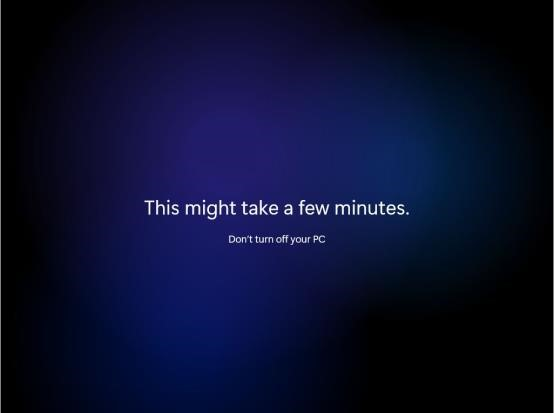 This might take a few minutes.
Don't turn off your PC